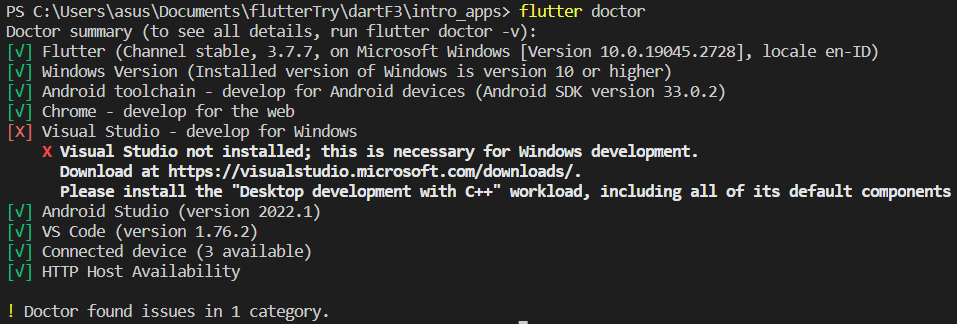 PS C:\Users\asus\Documents\flutterTry\dartF3\intro_apps> flutter doctor
Doctor summary (to see all details, run flutter doctor -v):
[√] Flutter (Channel stable, 3.7.7, on Microsoft Windows [Version 10.0.19045.2728], locale en-ID)
[√] Windows Version (Installed version of Windows is version 10 or higher)
[√] Android toolchain - develop for Android devices (Android SDK version 33.0.2)
[√] Chrome - develop for the web
[X] Visual Studio - develop for Windows
X Visual Studio not installed; this is necessary for Windows development.
Download at https://visualstudio.microsoft.com/downloads/.
Please install the "Desktop development with C++" workload, including all of its default components
[√] Android Studio (version 2022.1)
[√] VS Code (version 1.76.2)
[√] Connected device (3 available)
[√] HTTP Host Availability
! Doctor found issues in 1 category.